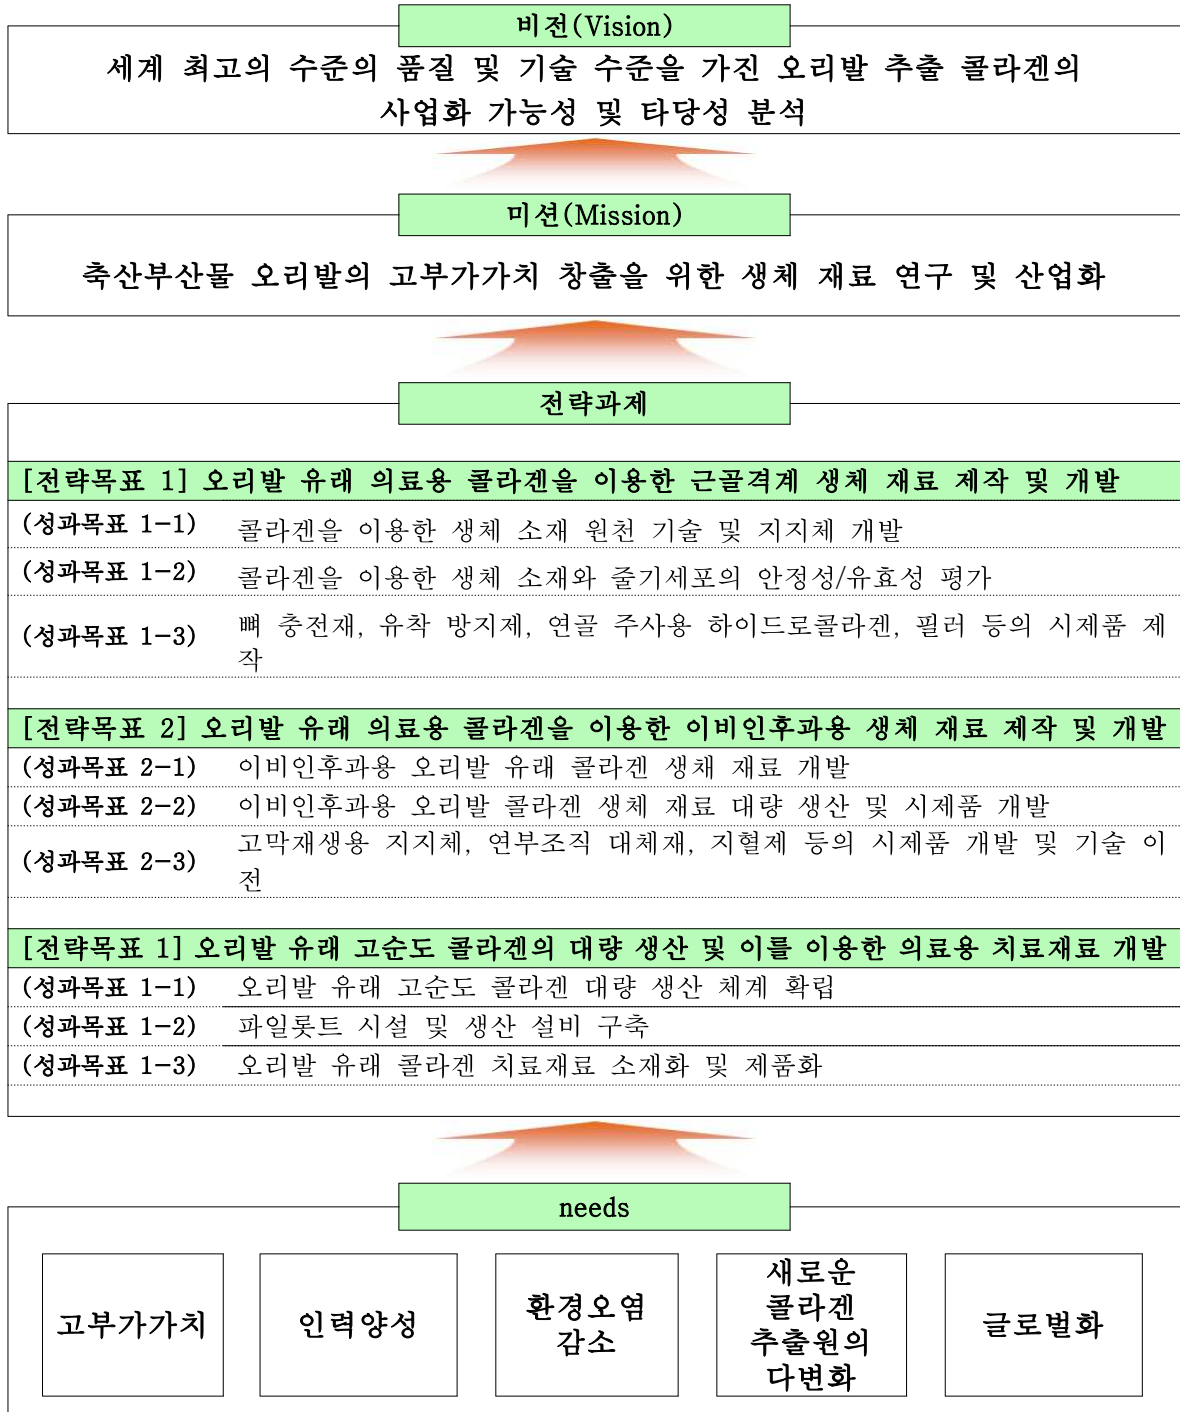 비전(Vision)
세계 최고의 수준의 품질 및 기술 수준을 가진 오리발 추출 콜라겐의
사업화 가능성 및 타당성 분석
미션(Mission)
축산부산물 오리발의 고부가가치 창출을 위한 생체 재료 연구 및 산업화
전략과제
[전략목표 1] 오리발 유래 의료용 콜라겐을 이용한 근골격계 생체 재료 제작 및 개발
(성과목표 1-1) 콜라겐을 이용한 생체 소재 원천 기술 및 지지체 개발
(성과목표 1-2) 콜라겐을 이용한 생체 소재와 줄기세포의 안정성/유효성 평가
(성과목표 1-3) 뼈 충전재, 유착 방지제, 연골 주사용 하이드로콜라겐, 필러 등의 시제품 제
작
[전략목표 2] 오리발 유래 의료용 콜라겐을 이용한 이비인후과용 생체 재료 제작 및 개발
(성과목표 2-1) 이비인후과용 오리발 유래 콜라겐 생채 재료 개발
(성과목표 2-2) 이비인후과용 오리발 콜라겐 생체 재료 대량 생산 및 시제품 개발
(성과목표 2-3) 고막재생용 지지체, 연부조직 대체재, 지혈제 등의 시제품 개발 및 기술 이
전
[전략목표 1] 오리발 유래 고순도 콜라겐의 대량 생산 및 이를 이용한 의료용 치료재료 개발
(성과목표 1-1) 오리발 유래 고순도 콜라겐 대량 생산 체계 확립
(성과목표 1-2) 파일롯트 시설 및 생산 설비 구축
(성과목표 1-3) 오리발 유래 콜라겐 치료재료 소재화 및 제품화
needs
고부가가치
인력양성
환경오염
감소
새로운
콜라겐
추출원의
다변화
글로벌화